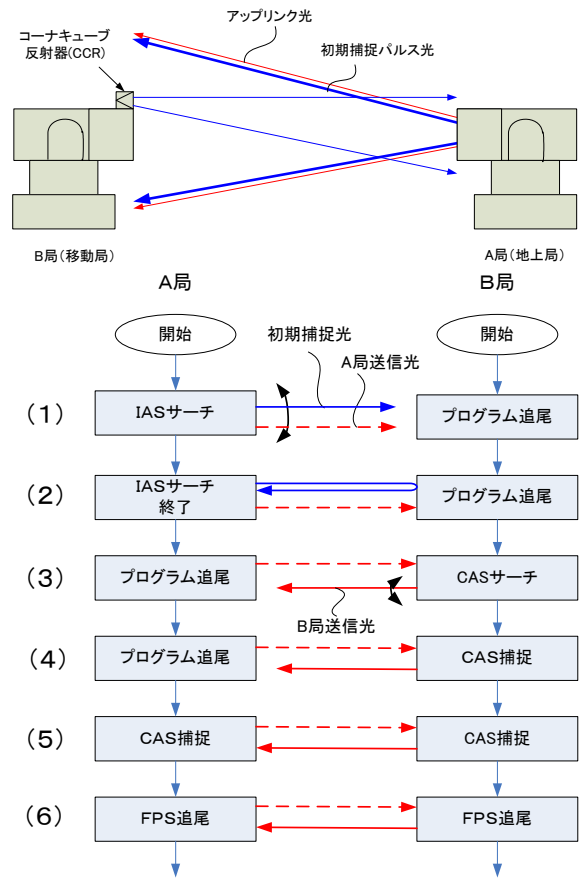 アップリンク光
コーナキューブ
反射器(CCR)
初期捕捉パルス光
B局(移動局)
A局(地上局)
A局
B局
開始
開始
初期捕捉光
A局送信光
(1)
IASサーチ
プログラム追尾
(2)
IASサーチ
終了
プログラム追尾
(3)
プログラム追尾
CASサーチ
B局送信光
(4)
プログラム追尾
CAS捕捉
(5)
CAS捕捉
CAS捕捉
(6)
FPS追尾
FPS追尾